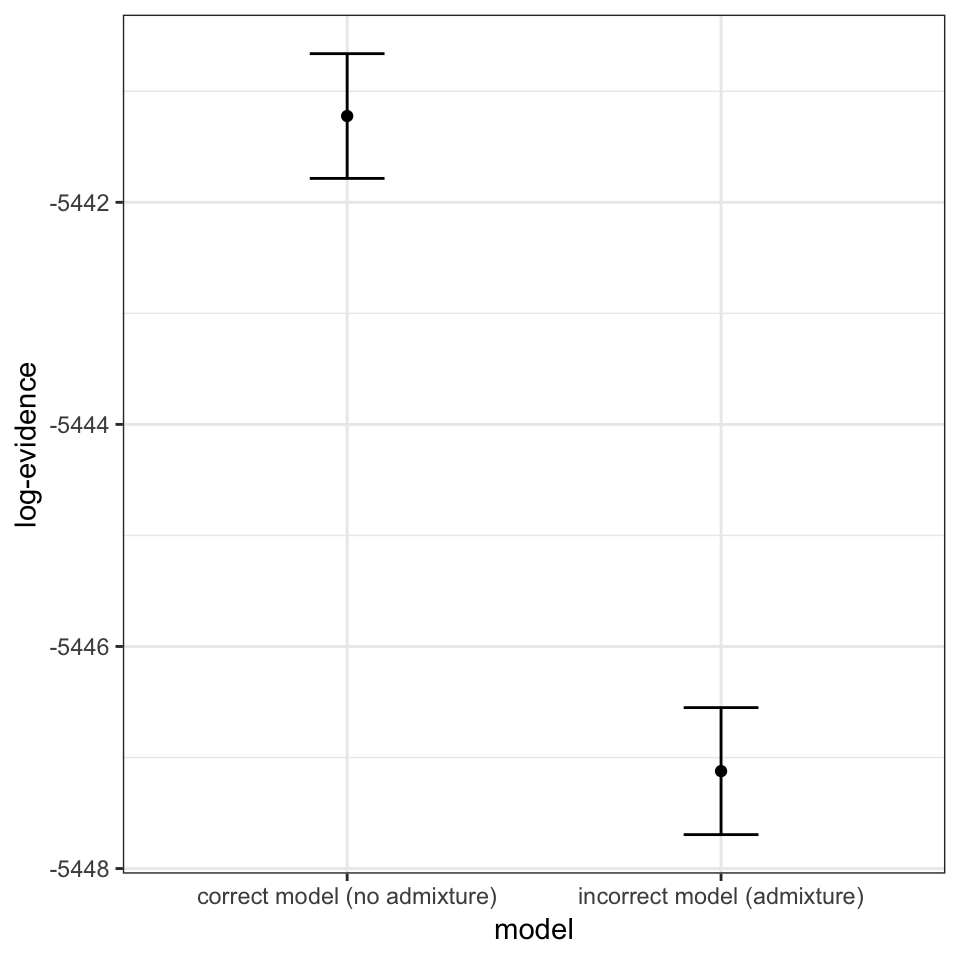 log-evidence
-5442
-5444
-5446
-5448
correct model (no admixture)
incorrect model (admixture)
model